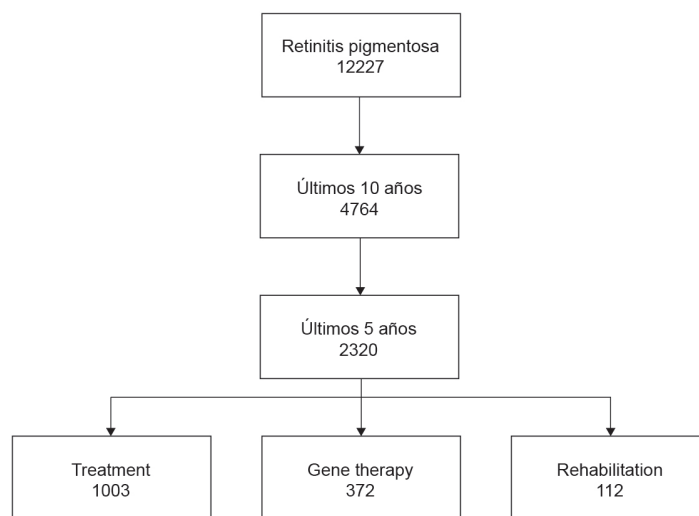 Retinitis pigmentosa
12227
Últimos 10 años
4764
Últimos 5 años
2320
Treatment
1003
Gene therapy
372
Rehabilitation
112